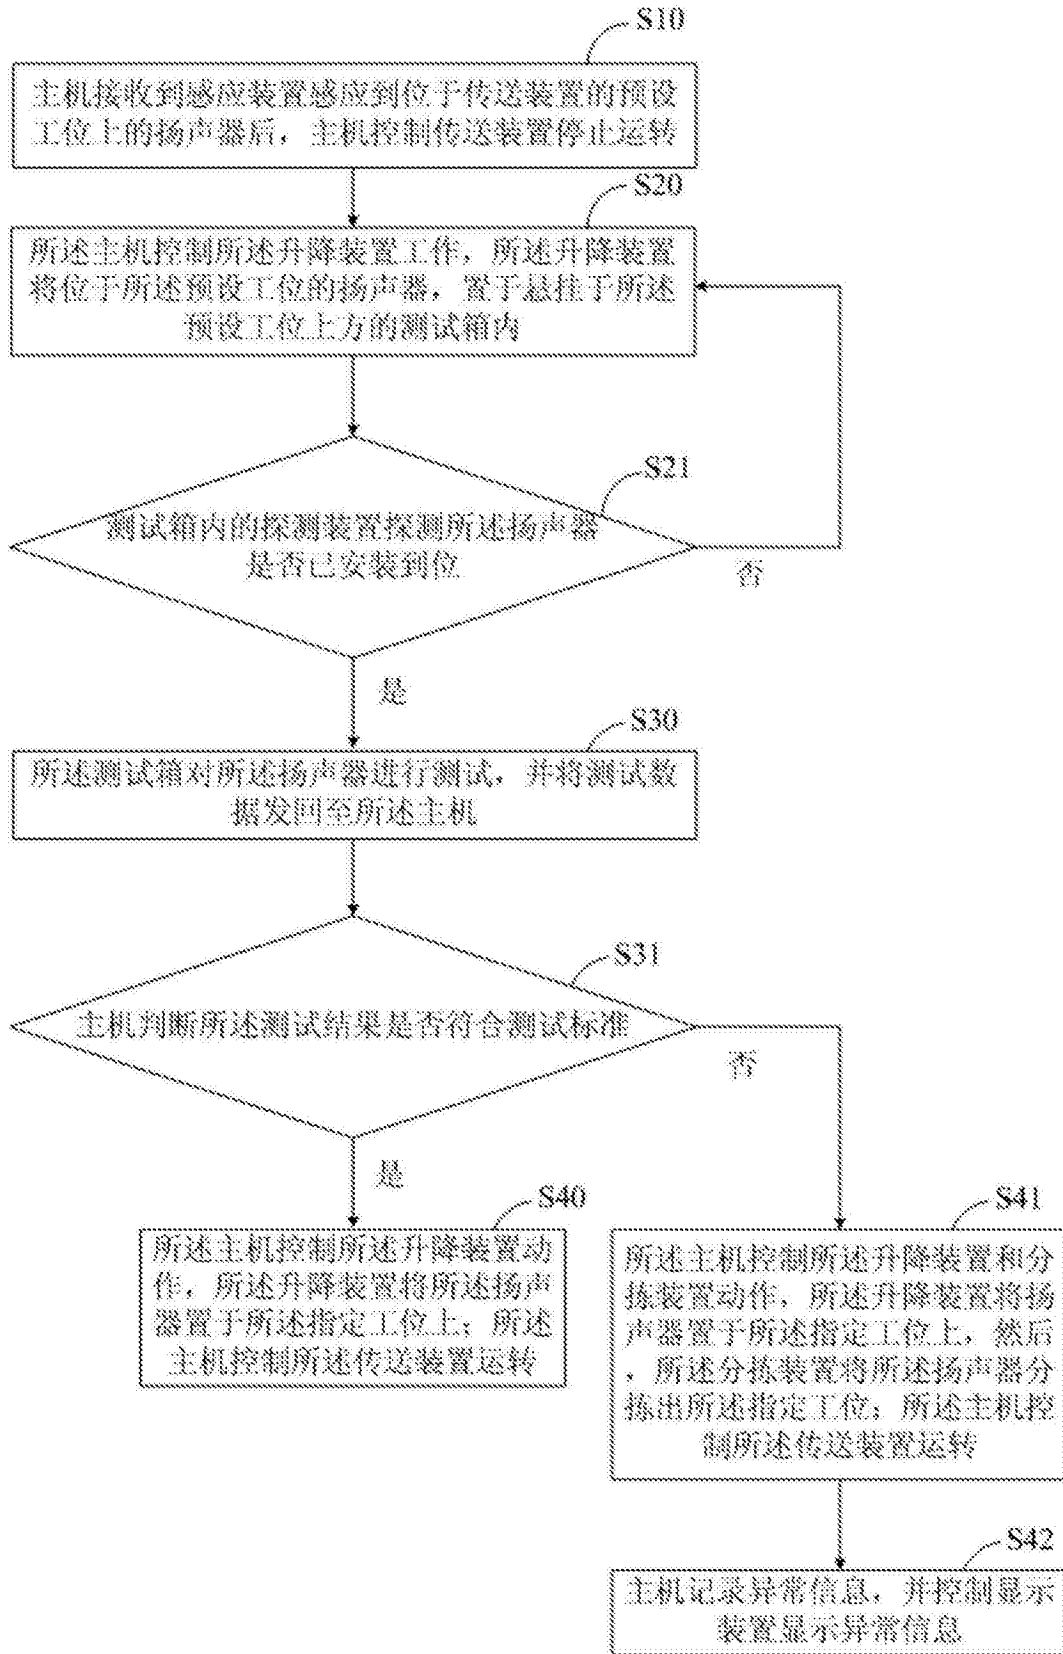 S10
主机接收到感应装置感应到位于传送装置的预设
工位上的扬声器后，主机控制传送装置停止运转
S20
所述主机控制所述升降装置工作，所述升降装置
将位于所述预设工位的扬声器，置于悬挂于所述
预设工位上方的测试箱内
S21
测试箱内的探测装置探测所述扬声器
是否已安装到位
否
是
S30
所述测试箱对所述扬声器进行测试，并将测试数
据发回至所述主机
S31
主机判断所述测试结果是否符合测试标准
否
是
S40
所述主机控制所述升降装置动
作，所述升降装置将所述扬声
器置于所述指定工位上；所述
主机控制所述传送装置运转
S41
所述主机控制所述升降装置和分
拣装置动作，所述升降装置将扬
声器置于所述指定工位上，然后
，所述分拣装置将所述扬声器分
拣出所述指定工位；所述主机控
制所述传送装置运转
S42
主机记录异常信息，并控制显示
装置显示异常信息